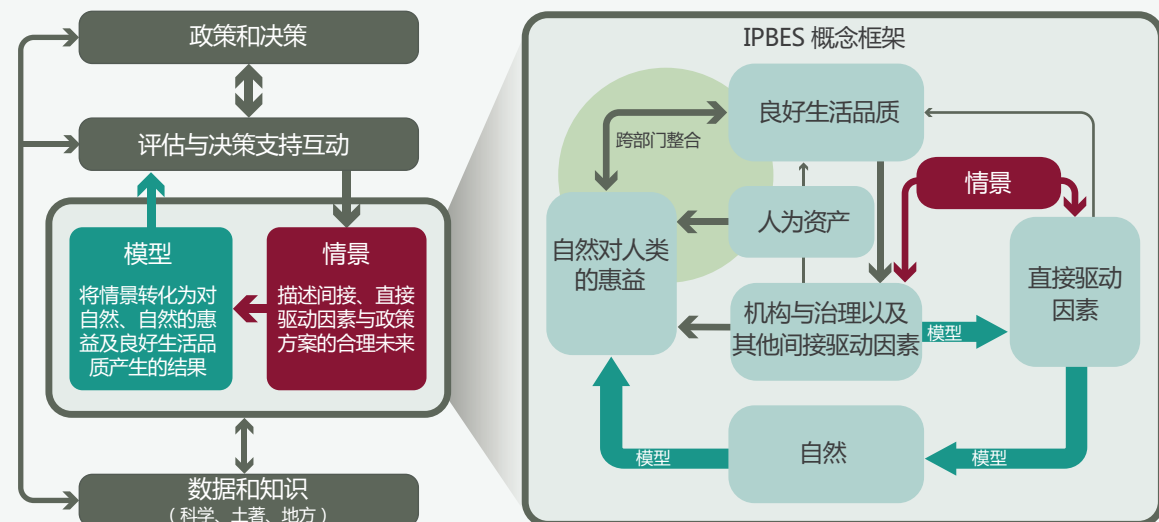 政策和决策
评估与决策支持互动
模型
将情景转化为对
自然、自然的惠
益及良好生活品
质产生的结果
情景
描述间接、直接
驱动因素与政策
方案的合理未来
数据和知识
(科学、土著、地方)
IPBES 概念框架
良好生活品质
跨部门整合
情景
人为资产
自然对人类
的惠益
直接驱动
因素
机构与治理以及
其他间接驱动因素
模型
自然
模型
模型